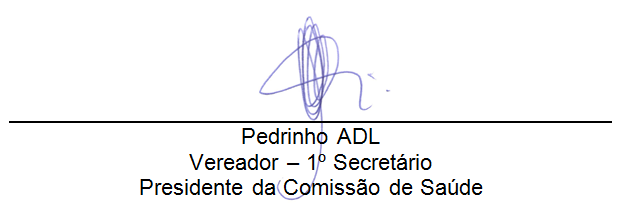 Pedrinho ADL
Vereador – 1º Secretário
Presidente da Comissão de Saúde